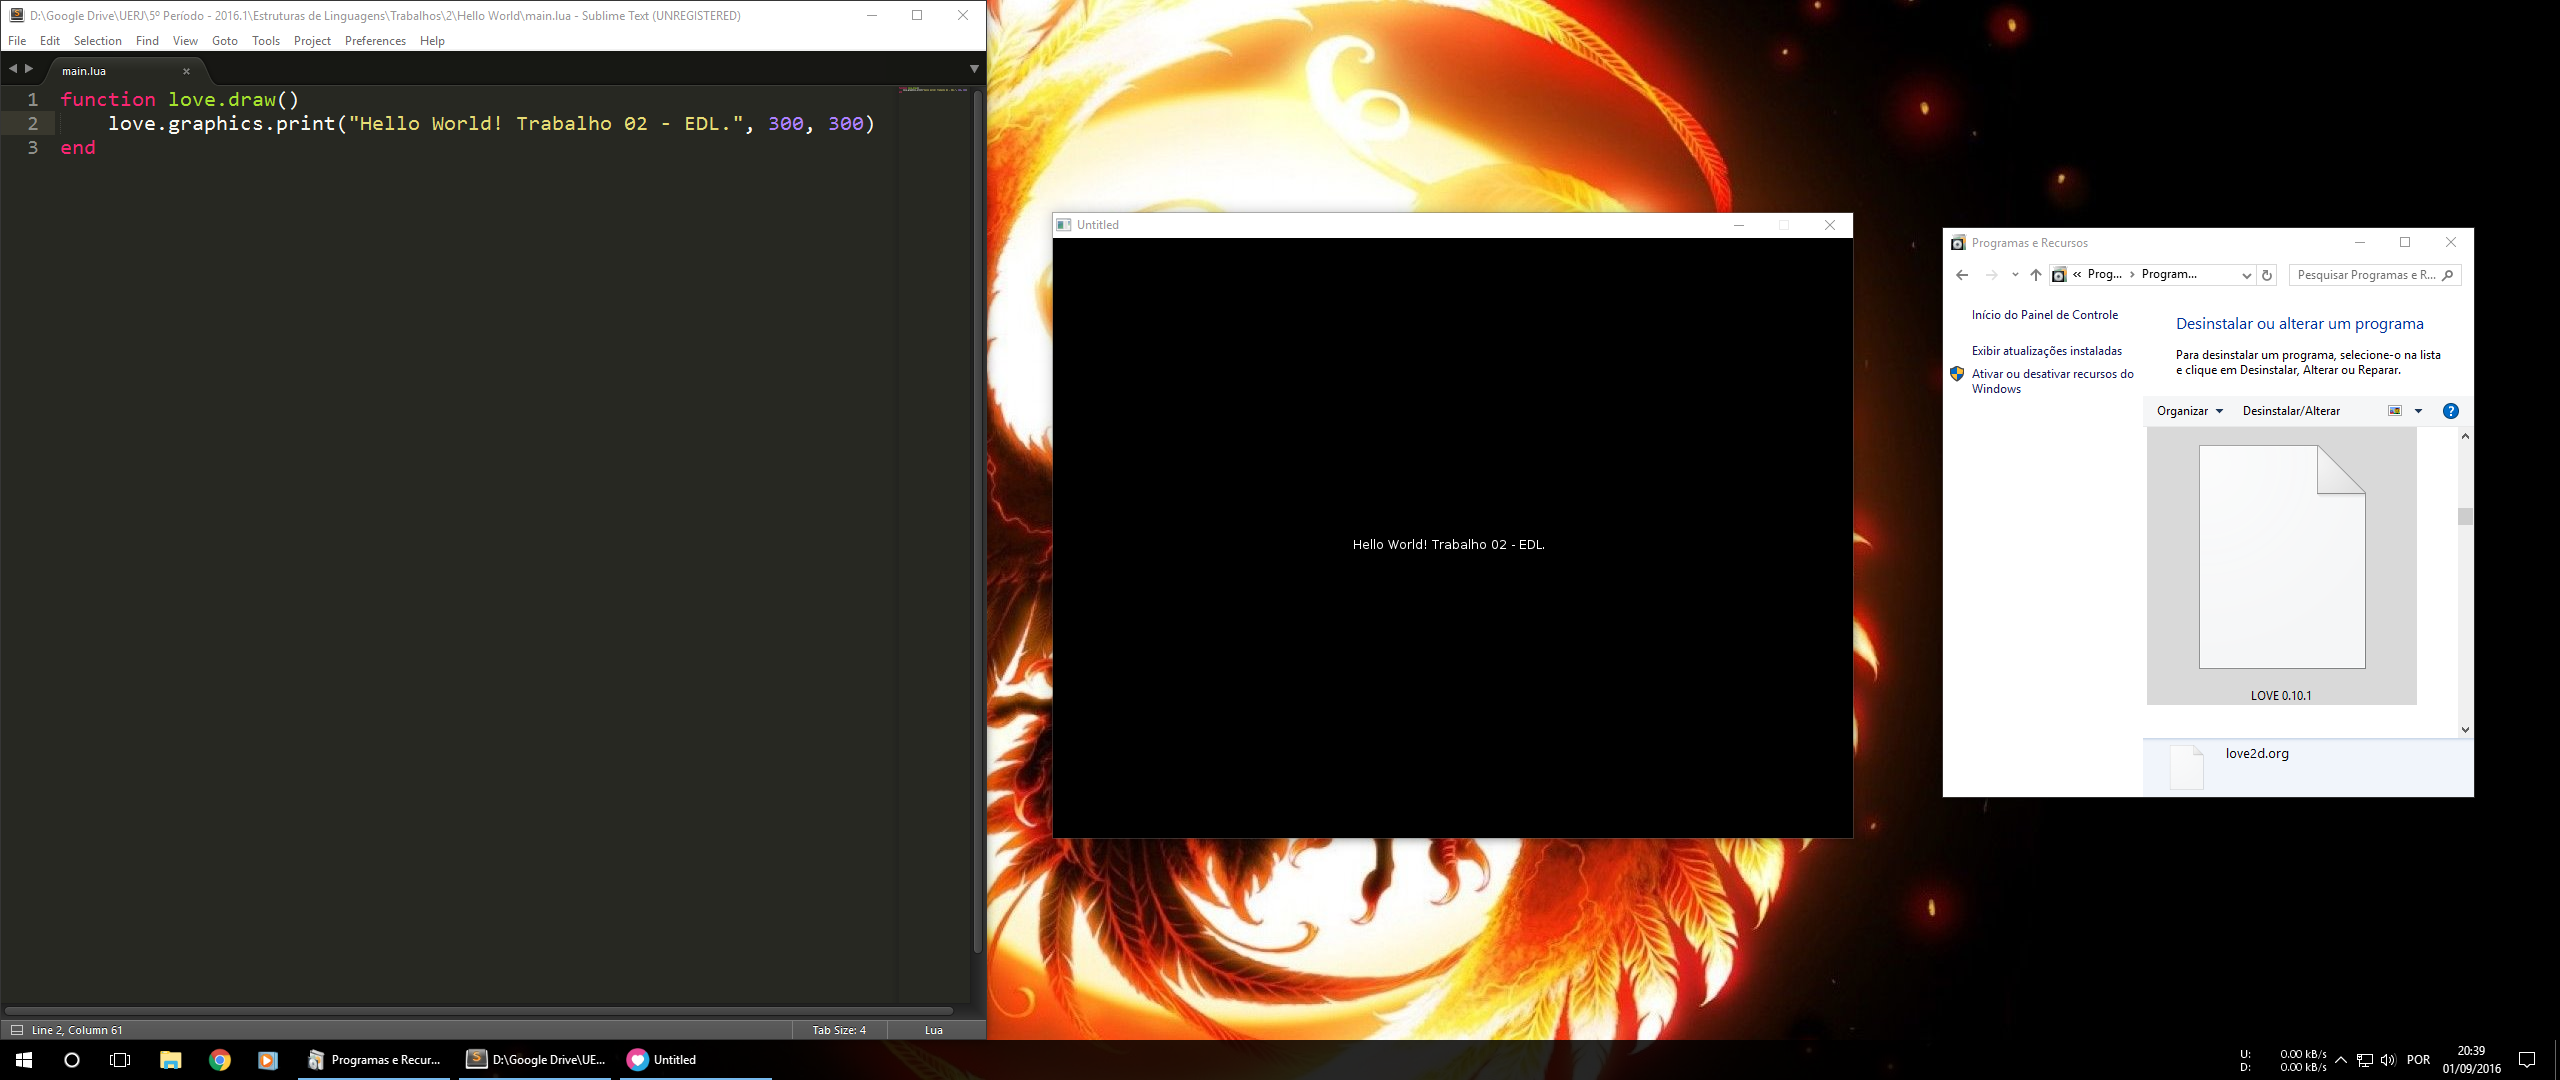 D:\Google Drive\UERJ\5º Período - 2016.1\Estruturas de Linguagens\Trabalhos\2\Hello World\main.lua - Sublime Text (UNREGISTERED)
File Edit Selection Find View Goto Tools Project Preferences Help
main.lua
1 function love.draw()
2 love.graphics.print("Hello World! Trabalho 02 - EDL.", 300, 300)
3 end
Line 2, Column 61
Tab Size: 4
Lua
Untitled
Hello World! Trabalho 02 - EDL.
Programas e Recursos
« Prog... › Program...
Pesquisar Programas e R...
Início do Painel de Controle
Exibir atualizações instaladas
Ativar ou desativar recursos do
Windows
Desinstalar ou alterar um programa
Para desinstalar um programa, selecione-o na lista
e clique em Desinstalar, Alterar ou Reparar.
Organizar Desinstalar/Alterar
LOVE 0.10.1
love2d.org
Programas e Recur...
D:\Google Drive\UE...
Untitled
U: 0.00 kB/s
D: 0.00 kB/s
POR
20:39
01/09/2016